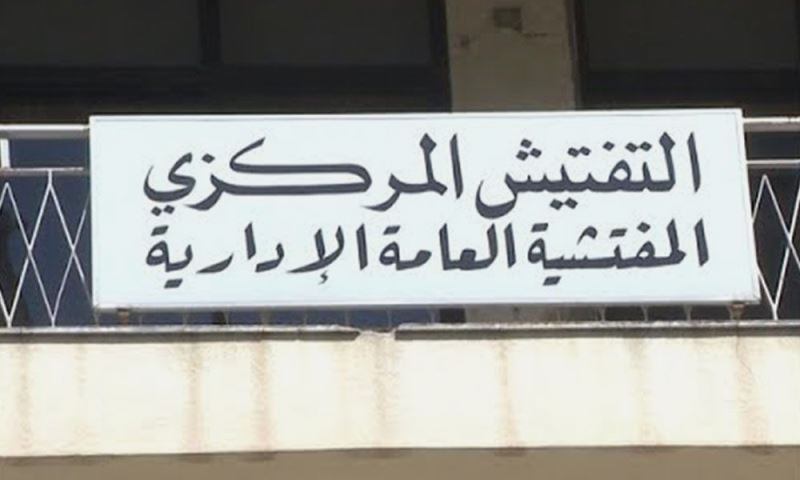 التفتيش المركزي
المفتشية العامة الإدارية